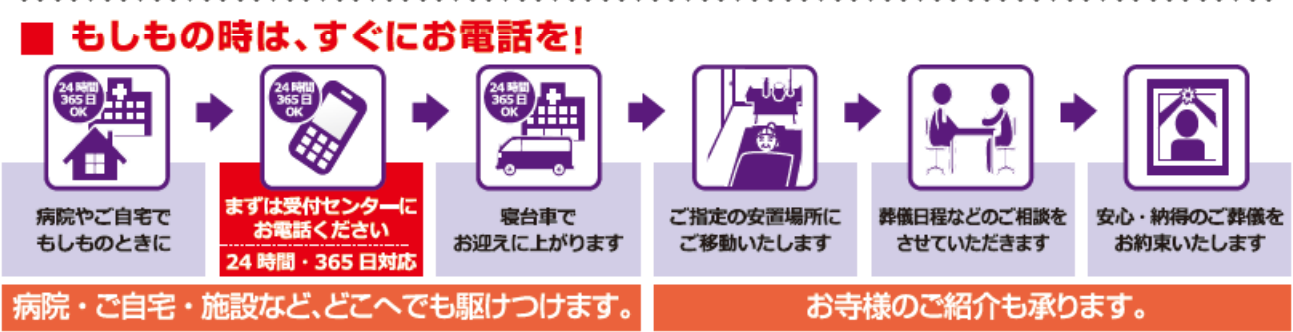 ■ もしもの時は、すぐにお電話を!
24時間
365日
OK
病院やご自宅で
もしものときに
24時間
365日
OK
まずは受付センターに
お電話ください
24時間・365日対応
24時間
365日
OK
寝台車で
お迎えに上がります
ご指定の安置場所に
ご移動いたします
葬儀日程などのご相談を
させていただきます
安心・納得のご葬儀を
お約束いたします
病院・ご自宅・施設など、どこへでも駆けつけます。
お寺様のご紹介も承ります。